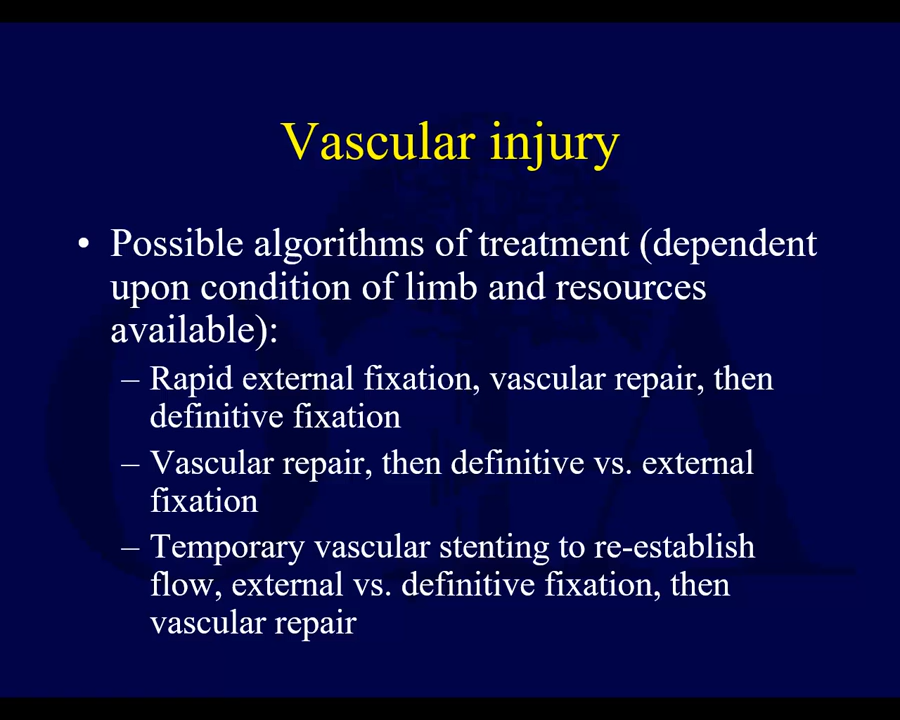 Vascular injury
• Possible algorithms of treatment (dependent
upon condition of limb and resources
available):
– Rapid external fixation, vascular repair, then
definitive fixation
– Vascular repair, then definitive vs. external
fixation
– Temporary vascular stenting to re-establish
flow, external vs. definitive fixation, then
vascular repair
OTA